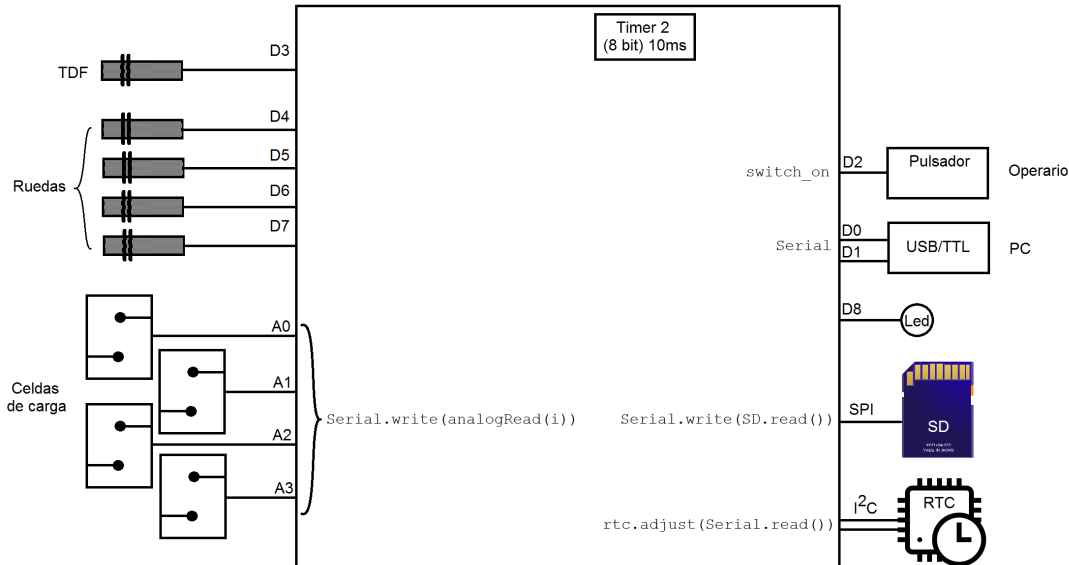 Timer 2
(8 bit) 10ms
TDF
D3
D4
D5
D6
D7
Ruedas
A0
A1
A2
A3
Celdas
de carga
Serial.write(analogRead(i))
switch_on
D2
Pulsador
Operario
Serial
D0
D1
USB/TTL
PC
D8
Led
Serial.write(SD.read())
SPI
SD
rtc.adjust(Serial.read())
I²C
RTC